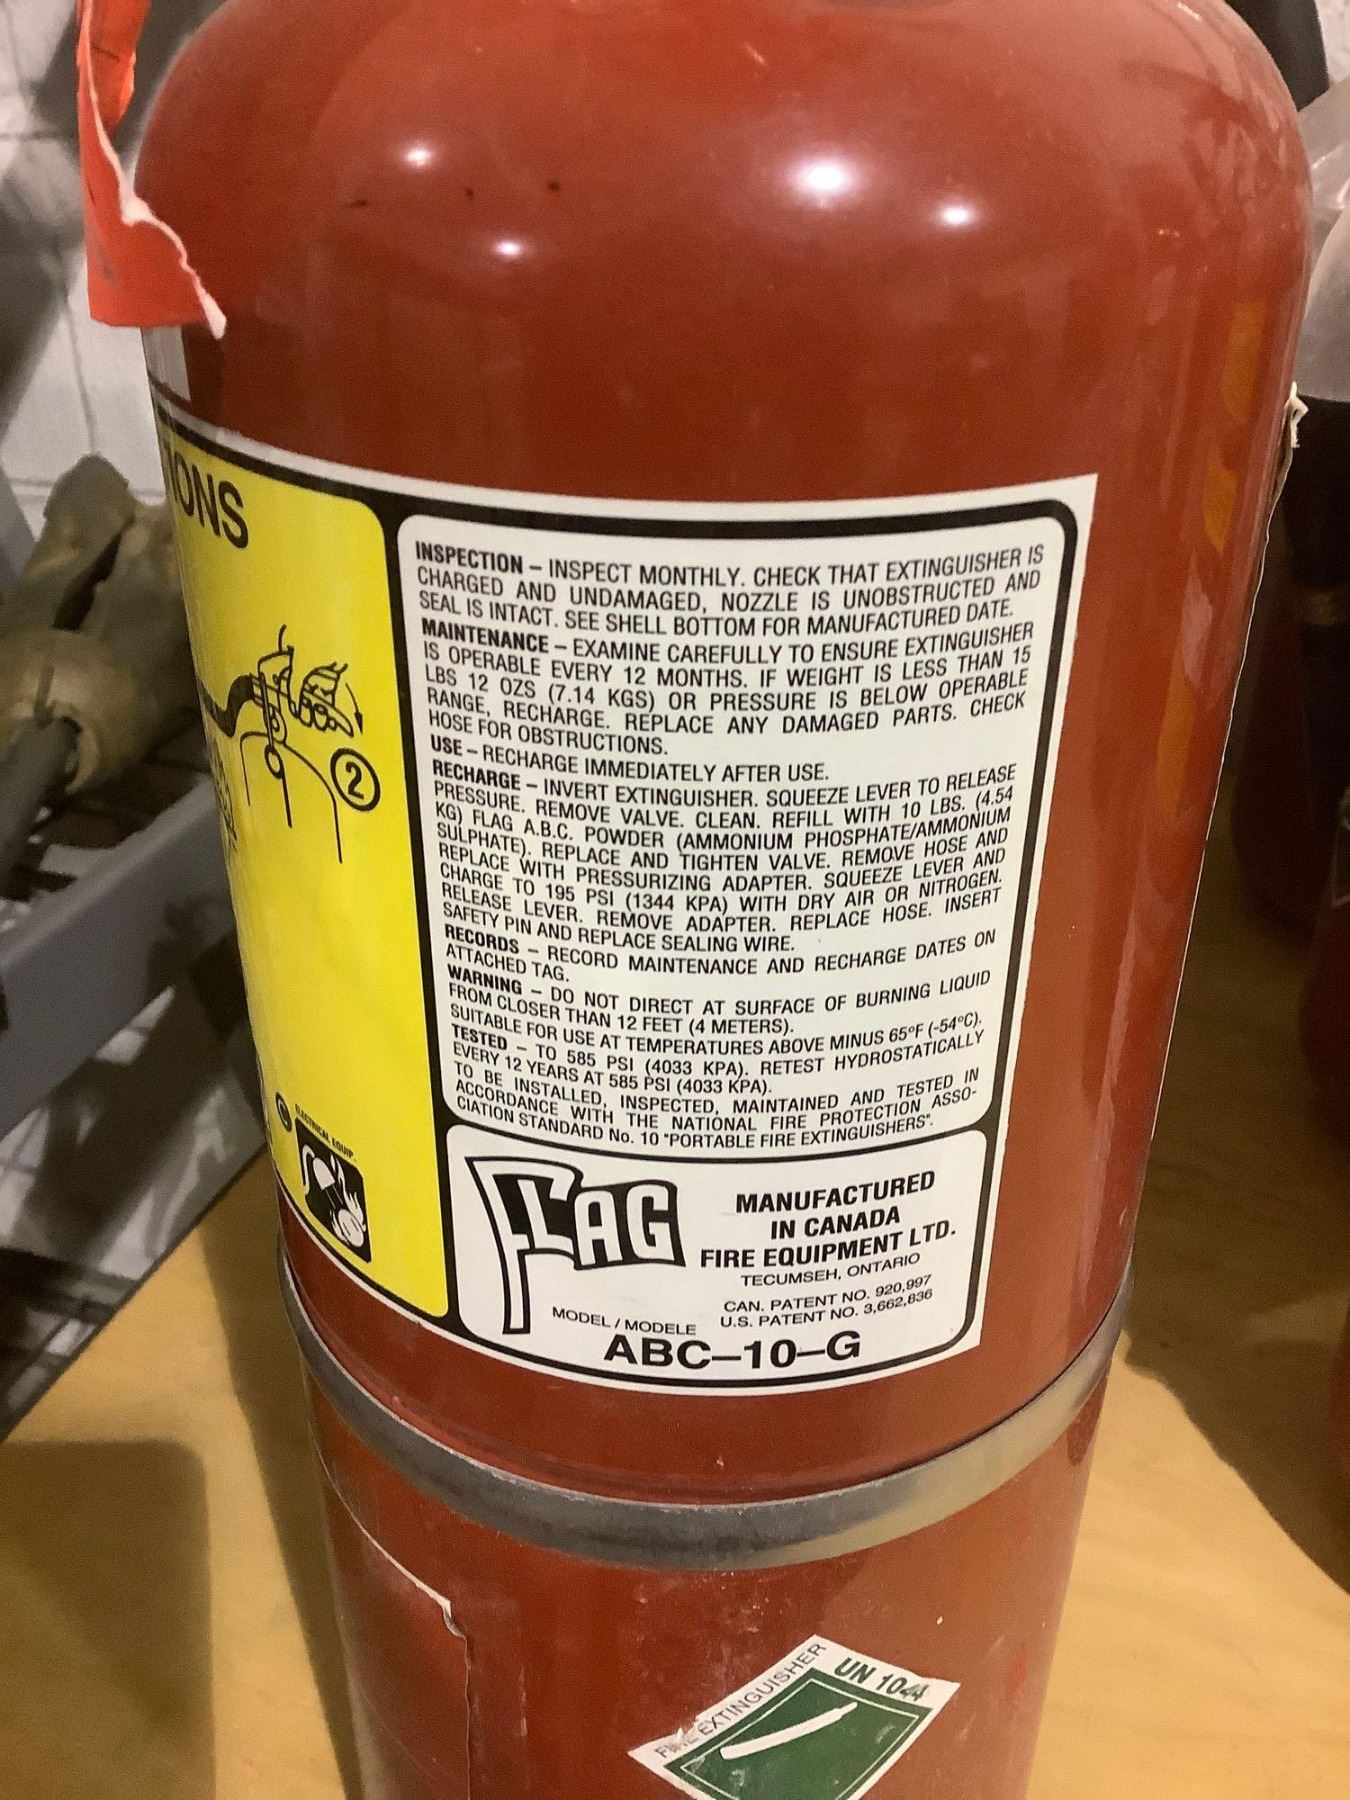 IONS
2
ELECTRICAL EQUIP.
INSPECTION – INSPECT MONTHLY. CHECK THAT EXTINGUISHER IS
CHARGED AND UNDAMAGED, NOZZLE IS UNOBSTRUCTED AND
SEAL IS INTACT. SEE SHELL BOTTOM FOR MANUFACTURED DATE.
MAINTENANCE – EXAMINE CAREFULLY TO ENSURE EXTINGUISHER
IS OPERABLE EVERY 12 MONTHS. IF WEIGHT IS LESS THAN 15
LBS 12 OZS (7.14 KGS) OR PRESSURE IS BELOW OPERABLE
RANGE, RECHARGE. REPLACE ANY DAMAGED PARTS. CHECK
HOSE FOR OBSTRUCTIONS.
USE – RECHARGE IMMEDIATELY AFTER USE.
RECHARGE – INVERT EXTINGUISHER. SQUEEZE LEVER TO RELEASE
PRESSURE. REMOVE VALVE. CLEAN. REFILL WITH 10 LBS. (4.54
KG) FLAG A.B.C. POWDER (AMMONIUM PHOSPHATE/AMMONIUM
SULPHATE). REPLACE AND TIGHTEN VALVE. REMOVE HOSE AND
REPLACE WITH PRESSURIZING ADAPTER. SQUEEZE LEVER AND
CHARGE TO 195 PSI (1344 KPA) WITH DRY AIR OR NITROGEN.
RELEASE LEVER. REMOVE ADAPTER. REPLACE HOSE. INSERT
SAFETY PIN AND REPLACE SEALING WIRE.
RECORDS – RECORD MAINTENANCE AND RECHARGE DATES ON
ATTACHED TAG.
WARNING – DO NOT DIRECT AT SURFACE OF BURNING LIQUID
FROM CLOSER THAN 12 FEET (4 METERS).
SUITABLE FOR USE AT TEMPERATURES ABOVE MINUS 65ºF (-54ºC).
TESTED – TO 585 PSI (4033 KPA). RETEST HYDROSTATICALLY
EVERY 12 YEARS AT 585 PSI (4033 KPA).
TO BE INSTALLED, INSPECTED, MAINTAINED AND TESTED IN
ACCORDANCE WITH THE NATIONAL FIRE PROTECTION ASSO-
CIATION STANDARD No. 10 "PORTABLE FIRE EXTINGUISHERS".
FLAG
MANUFACTURED
IN CANADA
FIRE EQUIPMENT LTD.
TECUMSEH, ONTARIO
CAN. PATENT NO. 920,997
U.S. PATENT NO. 3,662,836
MODEL / MODELE
ABC–10–G
FIRE EXTINGUISHER
UN 1044